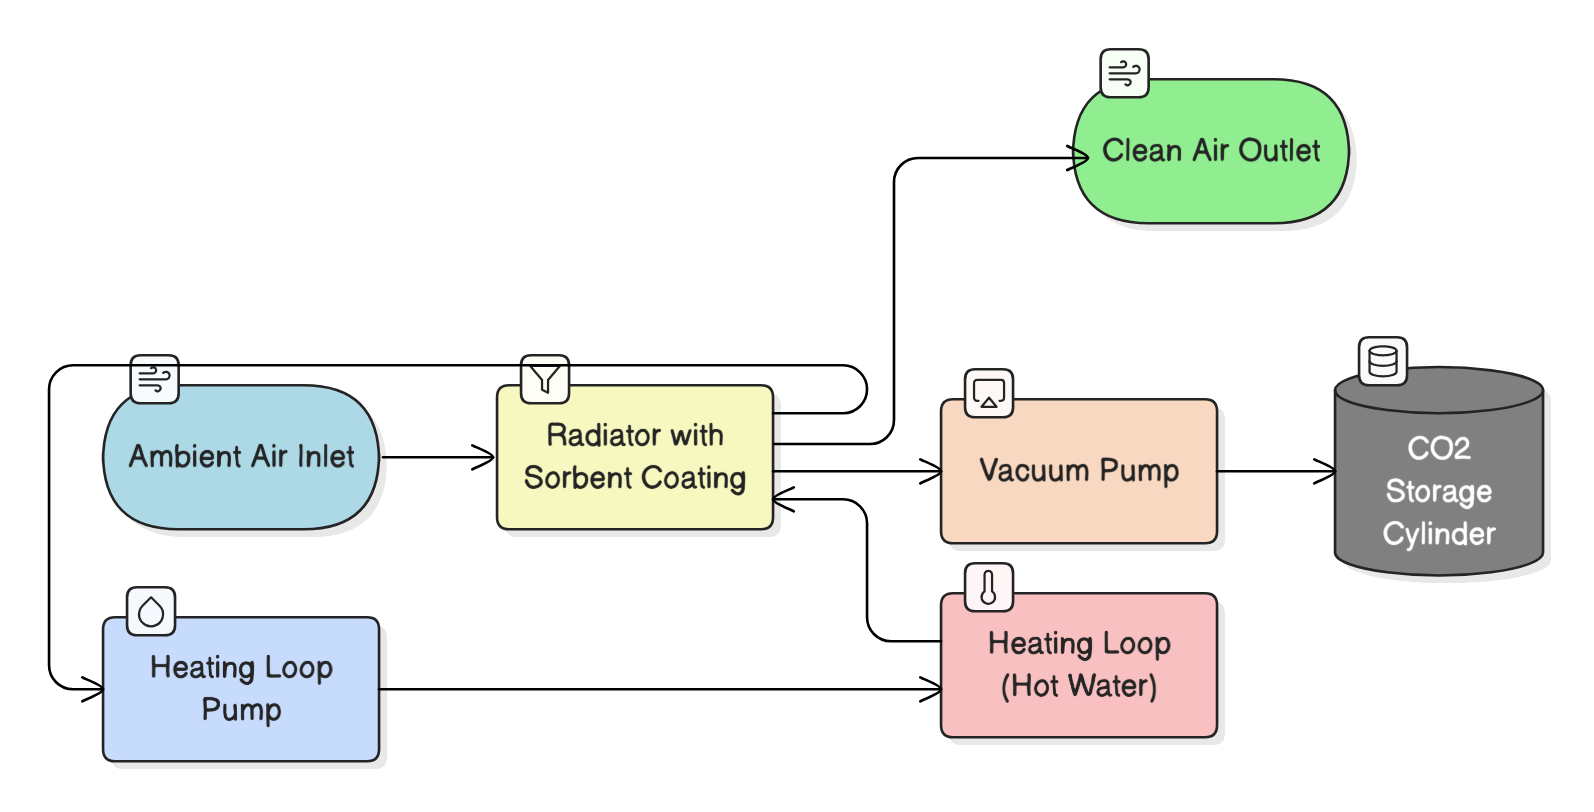 Clean Air Outlet
Ambient Air Inlet
Radiator with
Sorbent Coating
Vacuum Pump
CO2
Storage
Cylinder
Heating Loop
Pump
Heating Loop
(Hot Water)